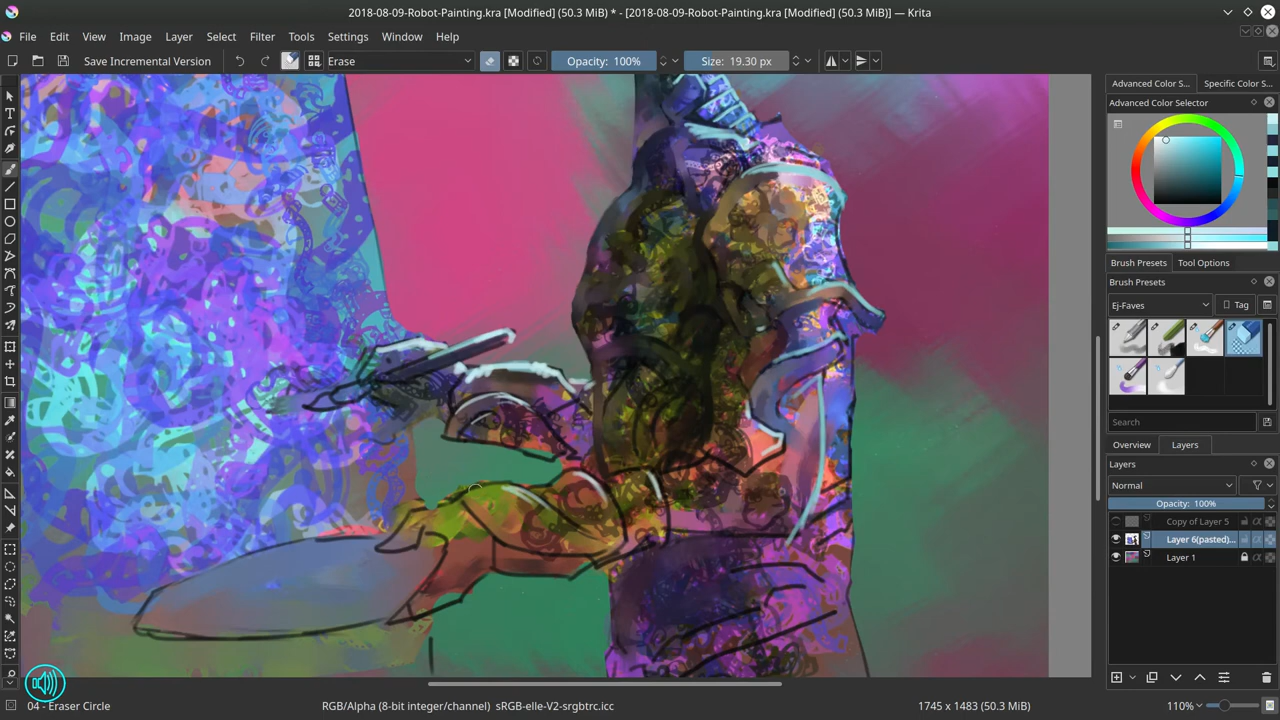 2018-08-09-Robot-Painting.kra [Modified] (50.3 MiB) * - [2018-08-09-Robot-Painting.kra [Modified] (50.3 MiB)] — Krita
File Edit View Image Layer Select Filter Tools Settings Window Help
Save Incremental Version Erase Opacity: 100% Size: 19.30 px
Advanced Color S... Specific Color S...
Advanced Color Selector
Brush Presets Tool Options
Brush Presets
Ej-Faves Tag
Search
Overview Layers
Layers
Normal
Opacity: 100%
Copy of Layer 5
Layer 6(pasted)...
Layer 1
04 - Eraser Circle RGB/Alpha (8-bit integer/channel) sRGB-elle-V2-srgbtrc.icc 1745 x 1483 (50.3 MiB) 110%